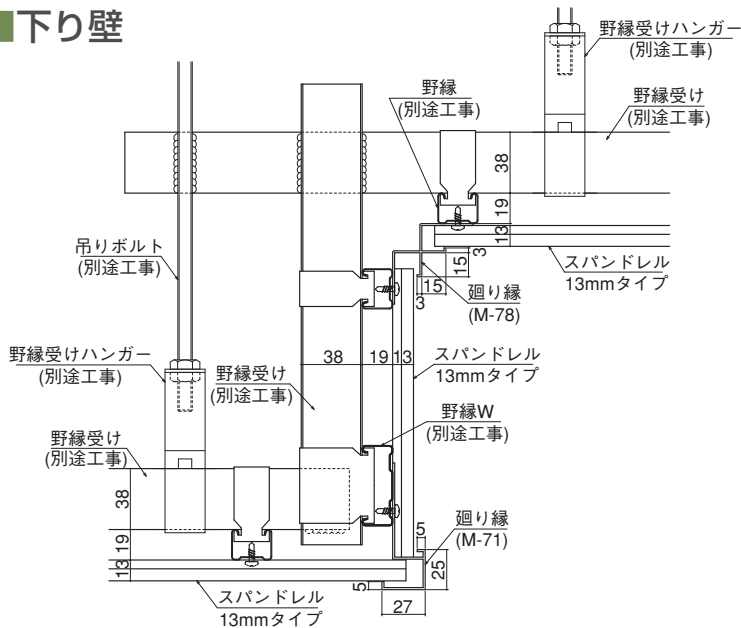 下り壁
野縁受けハンガー
(別途工事)
野縁
(別途工事)
野縁受け
(別途工事)
38
19
13
3
15
15
3
吊りボルト
(別途工事)
スパンドレル
13mmタイプ
廻り縁
(M-78)
38
19
13
スパンドレル
13mmタイプ
野縁受けハンガー
(別途工事)
野縁受け
(別途工事)
野縁W
(別途工事)
野縁受け
(別途工事)
38
19
13
廻り縁
(M-71)
5
25
5
27
スパンドレル
13mmタイプ